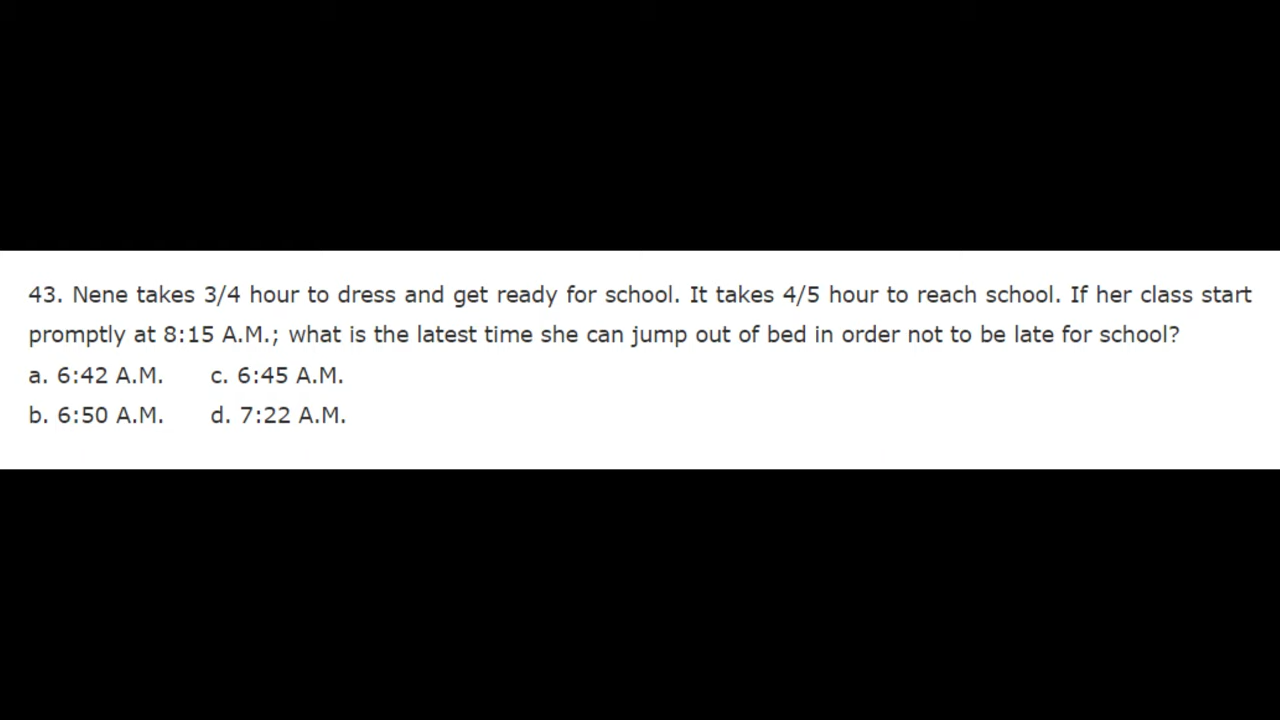 43. Nene takes 3/4 hour to dress and get ready for school. It takes 4/5 hour to reach school. If her class start
promptly at 8:15 A.M.; what is the latest time she can jump out of bed in order not to be late for school?
a. 6:42 A.M. c. 6:45 A.M.
b. 6:50 A.M. d. 7:22 A.M.